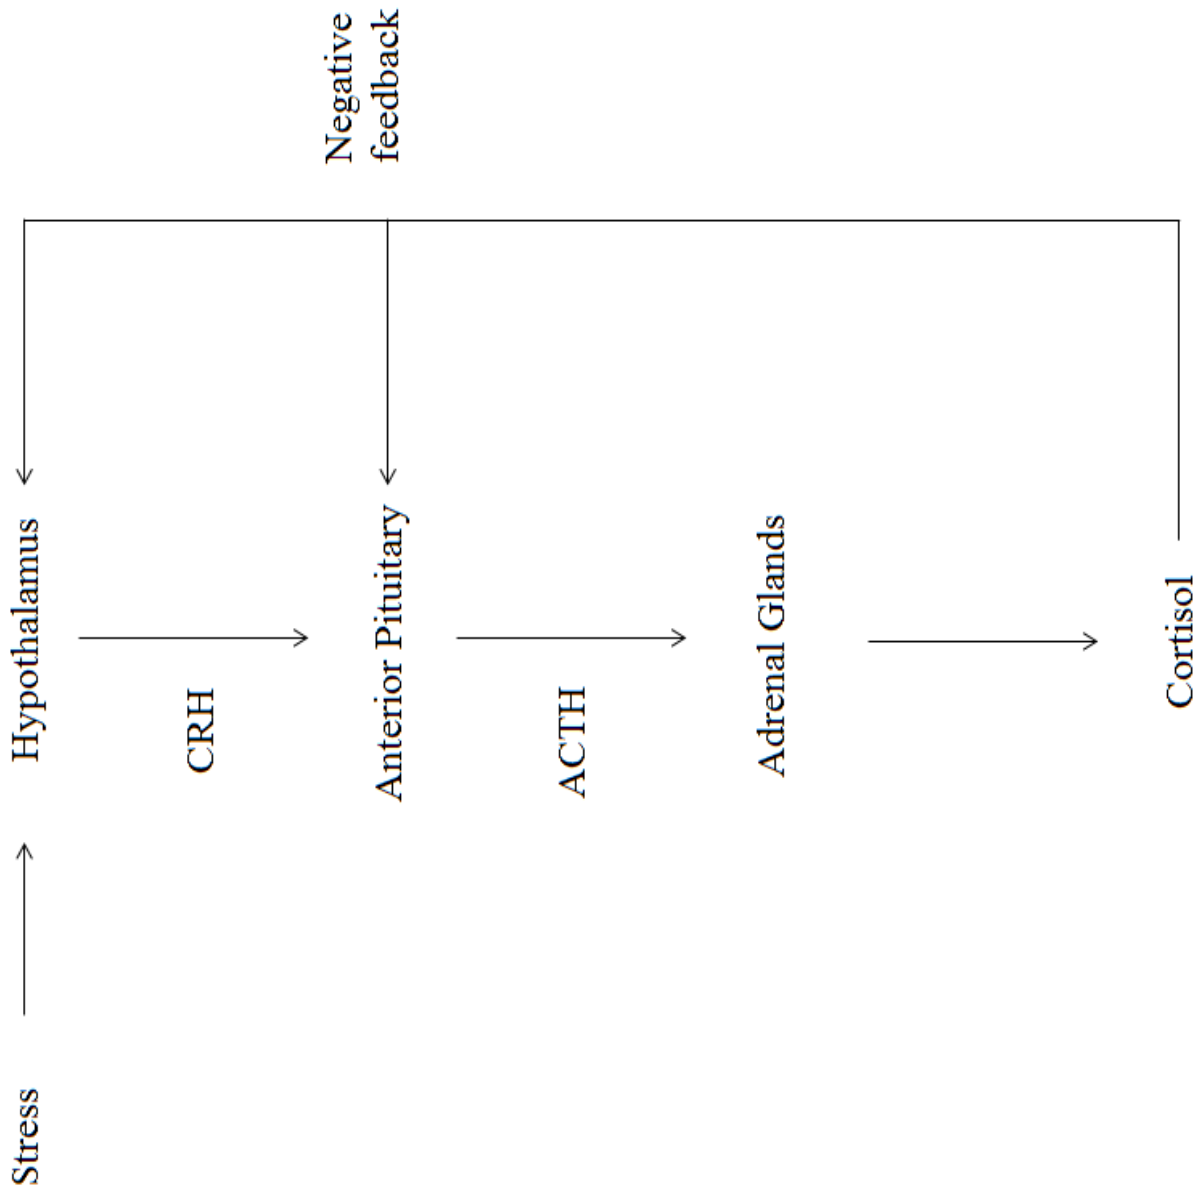 Stress
Hypothalamus
CRH
Negative
feedback
Anterior Pituitary
ACTH
Adrenal Glands
Cortisol